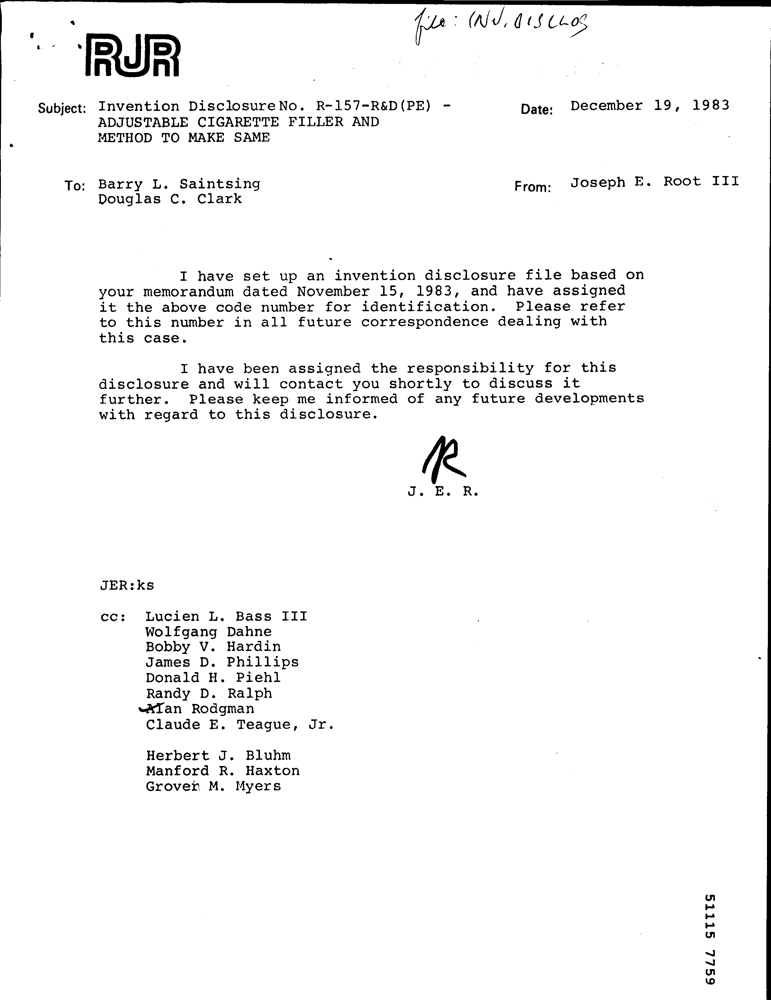 file: INV. DISCLOS
RJR
Subject: Invention Disclosure No. R-157-R&D(PE) - Date: December 19, 1983
ADJUSTABLE CIGARETTE FILLER AND
METHOD TO MAKE SAME
To: Barry L. Saintsing From: Joseph E. Root III
Douglas C. Clark
I have set up an invention disclosure file based on
your memorandum dated November 15, 1983, and have assigned
it the above code number for identification. Please refer
to this number in all future correspondence dealing with
this case.
I have been assigned the responsibility for this
disclosure and will contact you shortly to discuss it
further. Please keep me informed of any future developments
with regard to this disclosure.
R
J. E. R.
JER:ks
cc: Lucien L. Bass III
Wolfgang Dahne
Bobby V. Hardin
James D. Phillips
Donald H. Piehl
Randy D. Ralph
Alan Rodgman
Claude E. Teague, Jr.
Herbert J. Bluhm
Manford R. Haxton
Grover M. Myers
51115 7759